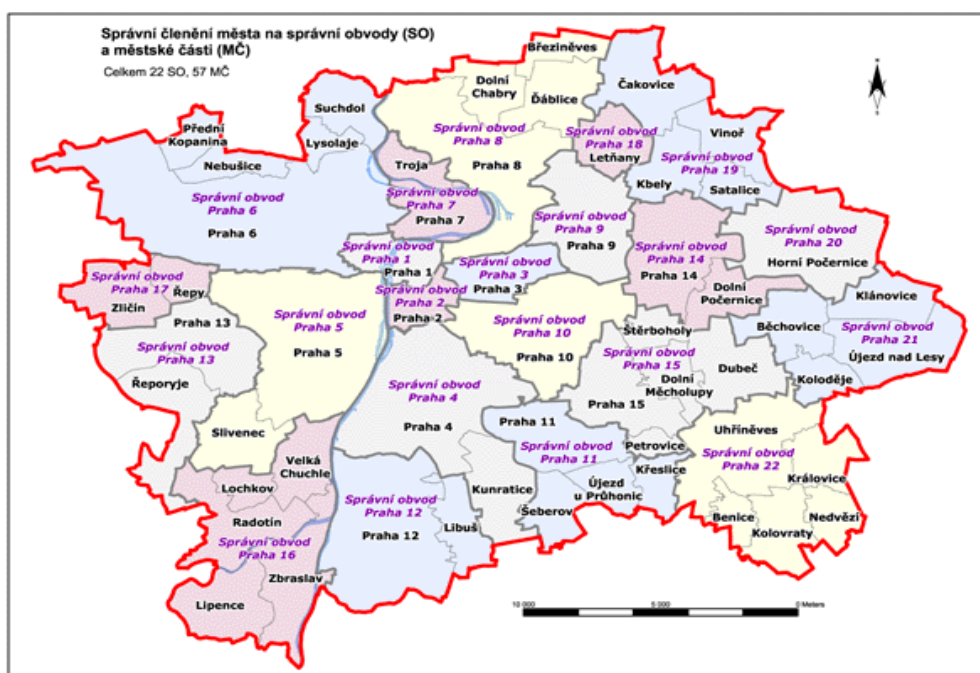 Správní členění města na správní obvody (SO)
a městské části (MČ)
Celkem 22 SO, 57 MČ
Březiněves
Dolní
Chabry
Ďáblice
Čakovice
Suchdol
Lysolaje
Přední
Kopanina
Nebušice
Správní obvod
Praha 6
Praha 6
Troja
Správní obvod
Praha 7
Praha 7
Správní obvod
Praha 8
Praha 8
Správní obvod
Praha 18
Letňany
Vinoř
Správní obvod
Praha 19
Kbely
Satalice
Správní obvod
Praha 9
Praha 9
Správní obvod
Praha 14
Praha 14
Dolní
Počernice
Správní obvod
Praha 20
Horní Počernice
Správní obvod
Praha 1
Praha 1
Správní obvod
Praha 3
Praha 3
Správní obvod
Praha 2
Praha 2
Správní obvod
Praha 17
Zličín
Řepy
Praha 13
Správní obvod
Praha 13
Řeporyje
Správní obvod
Praha 5
Praha 5
Slivenec
Správní obvod
Praha 10
Praha 10
Štěrboholy
Správní obvod
Praha 15
Dolní
Měcholupy
Praha 15
Dubeč
Petrovice
Běchovice
Klánovice
Správní obvod
Praha 21
Újezd nad Lesy
Koloděje
Správní obvod
Praha 4
Praha 4
Kunratice
Praha 11
Správní obvod
Praha 11
Újezd
u Průhonic
Šeberov
Křeslice
Uhříněves
Správní obvod
Praha 22
Královice
Benice
Kolovraty
Nedvězí
Velká
Chuchle
Lochkov
Radotín
Správní obvod
Praha 16
Zbraslav
Lipence
Správní obvod
Praha 12
Praha 12
Libuš
10 000
5 000
0 Meters